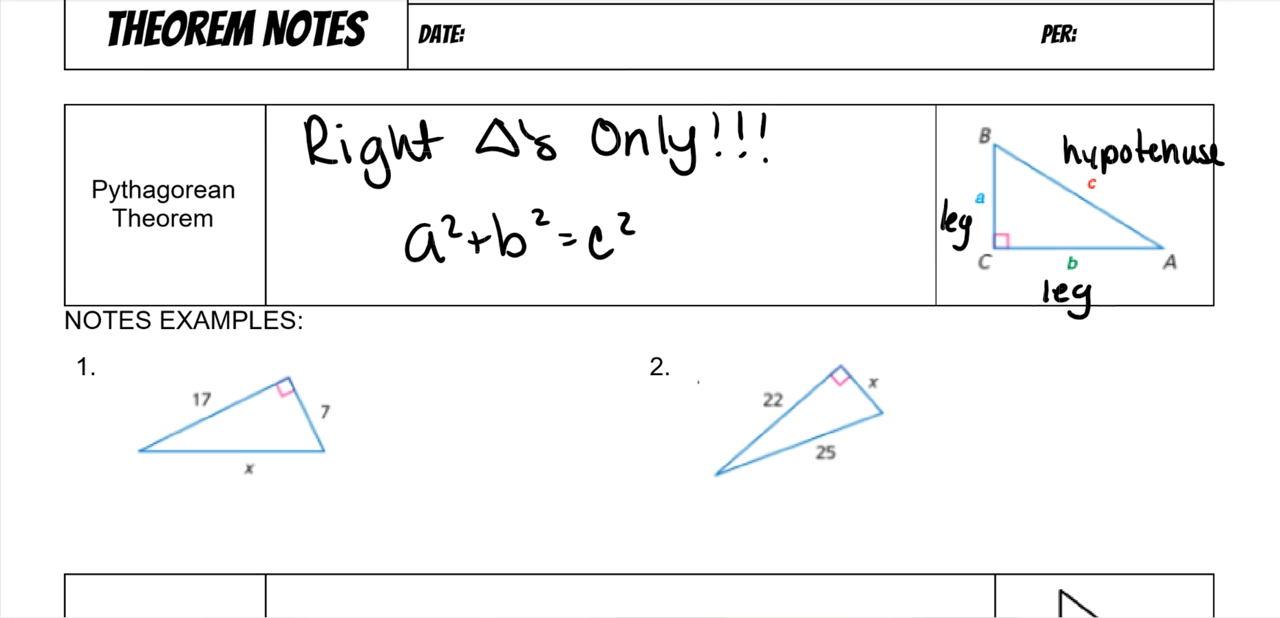 THEOREM NOTES
DATE:
PER:
Pythagorean
Theorem
Right Δ's Only!!!
a²+b²=c²
B
hypotenuse
c
a
leg
C
b
A
leg
NOTES EXAMPLES:
1.
17
7
x
2.
22
x
25